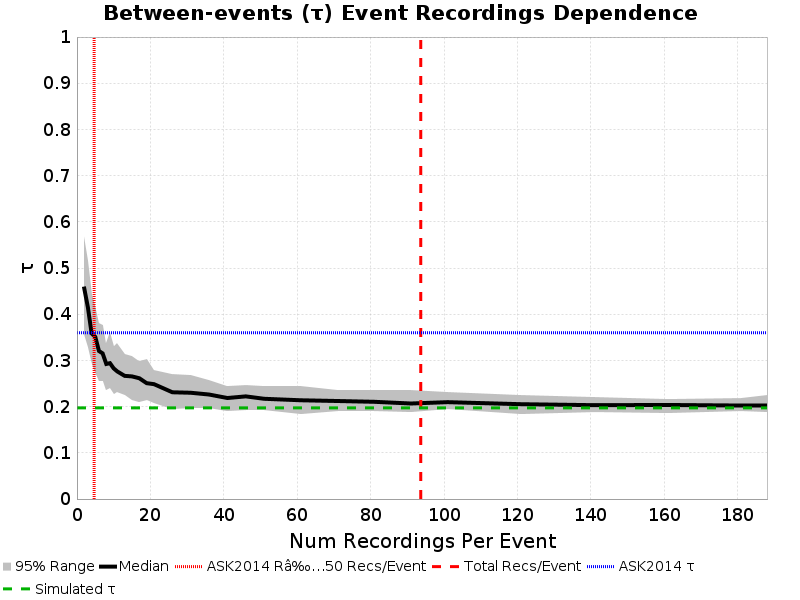 Between-events (τ) Event Recordings Dependence
1
0.9
0.8
0.7
0.6
0.5
0.4
0.3
0.2
0.1
0
τ
0 20 40 60 80 100 120 140 160 180
Num Recordings Per Event
95% Range Median ASK2014 Râ‰…50 Recs/Event Total Recs/Event ASK2014 τ
Simulated τ